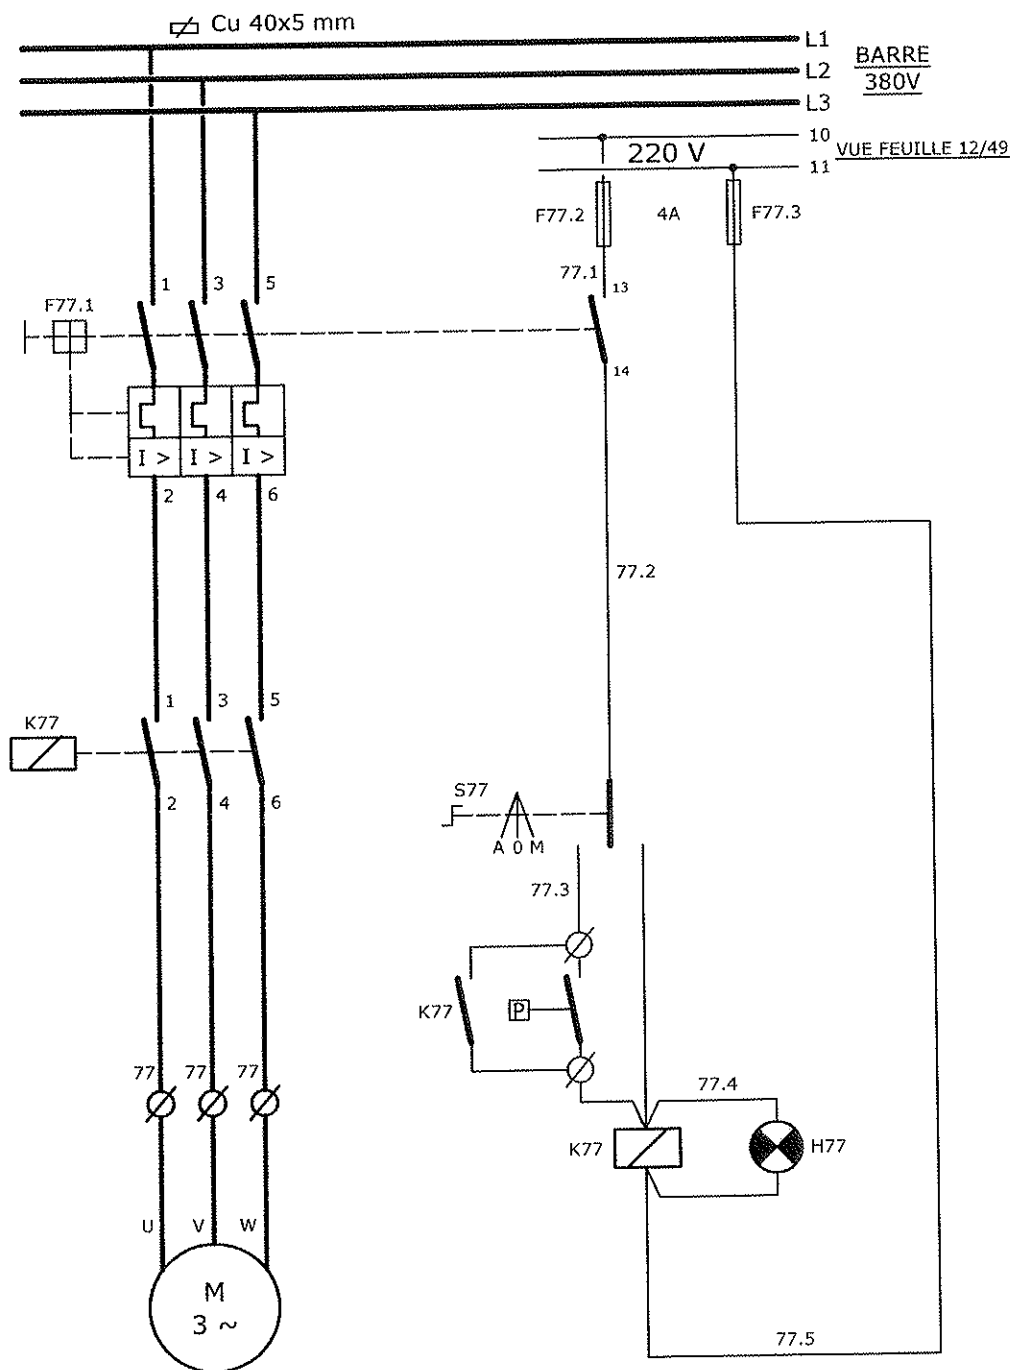 Cu 40x5 mm
L1
L2
L3
BARRE
380V
10
11
220 V
VUE FEUILLE 12/49
F77.2
4A
F77.3
77.1
13
14
1 3 5
F77.1
I > I > I >
2 4 6
77.2
1 3 5
K77
2 4 6
S77
A 0 M
77.3
K77
P
77 77 77
77.4
K77
H77
U V W
M
3 ~
77.5